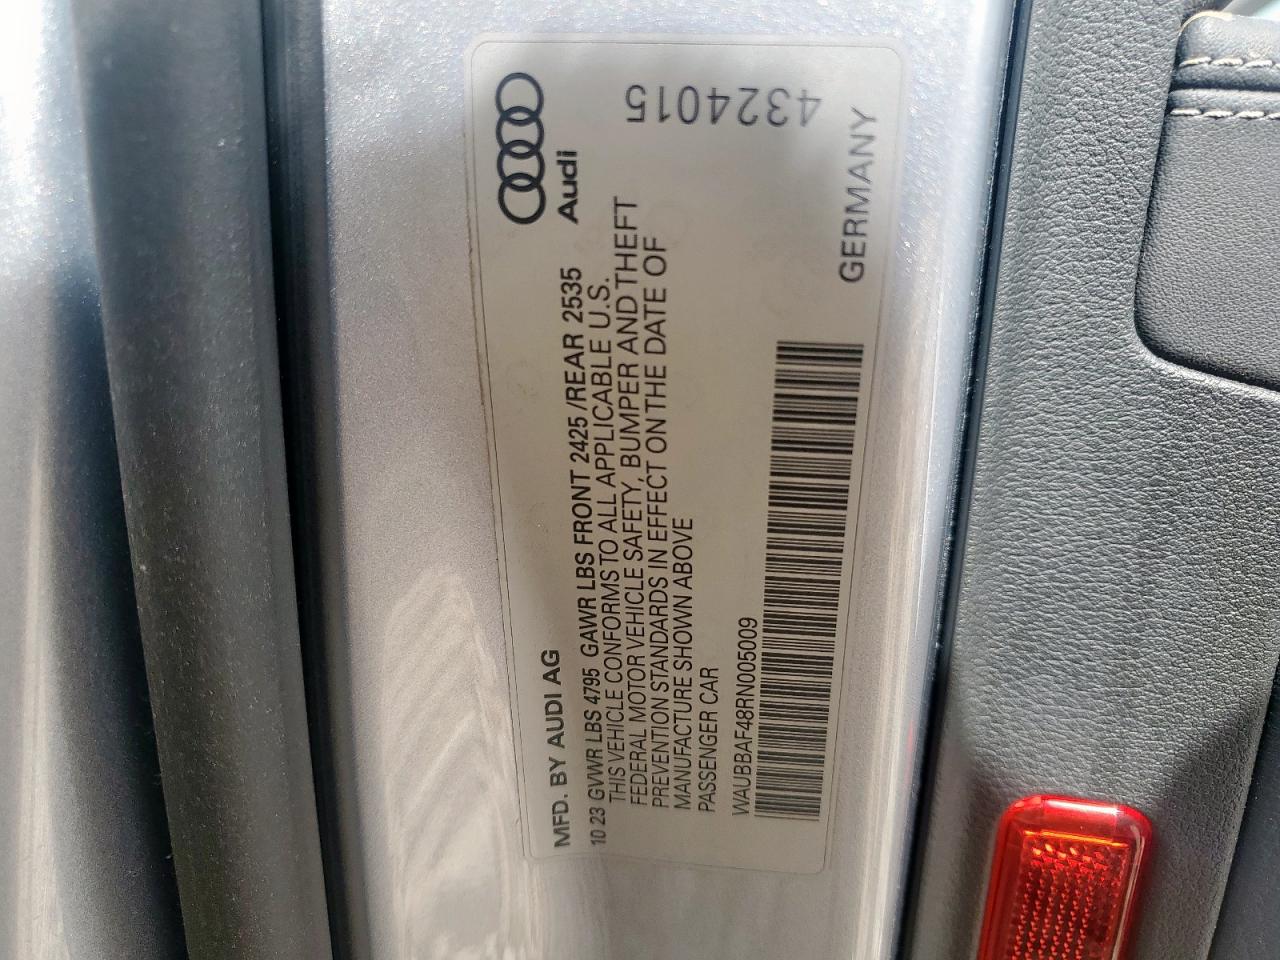 MFD. BY AUDI AG
Audi
10 23 GVWR LBS 4795 GAWR LBS FRONT 2425 /REAR 2535
THIS VEHICLE CONFORMS TO ALL APPLICABLE U.S.
FEDERAL MOTOR VEHICLE SAFETY, BUMPER AND THEFT
PREVENTION STANDARDS IN EFFECT ON THE DATE OF
MANUFACTURE SHOWN ABOVE
PASSENGER CAR
4324015
WAUBBAF48RN005009
GERMANY